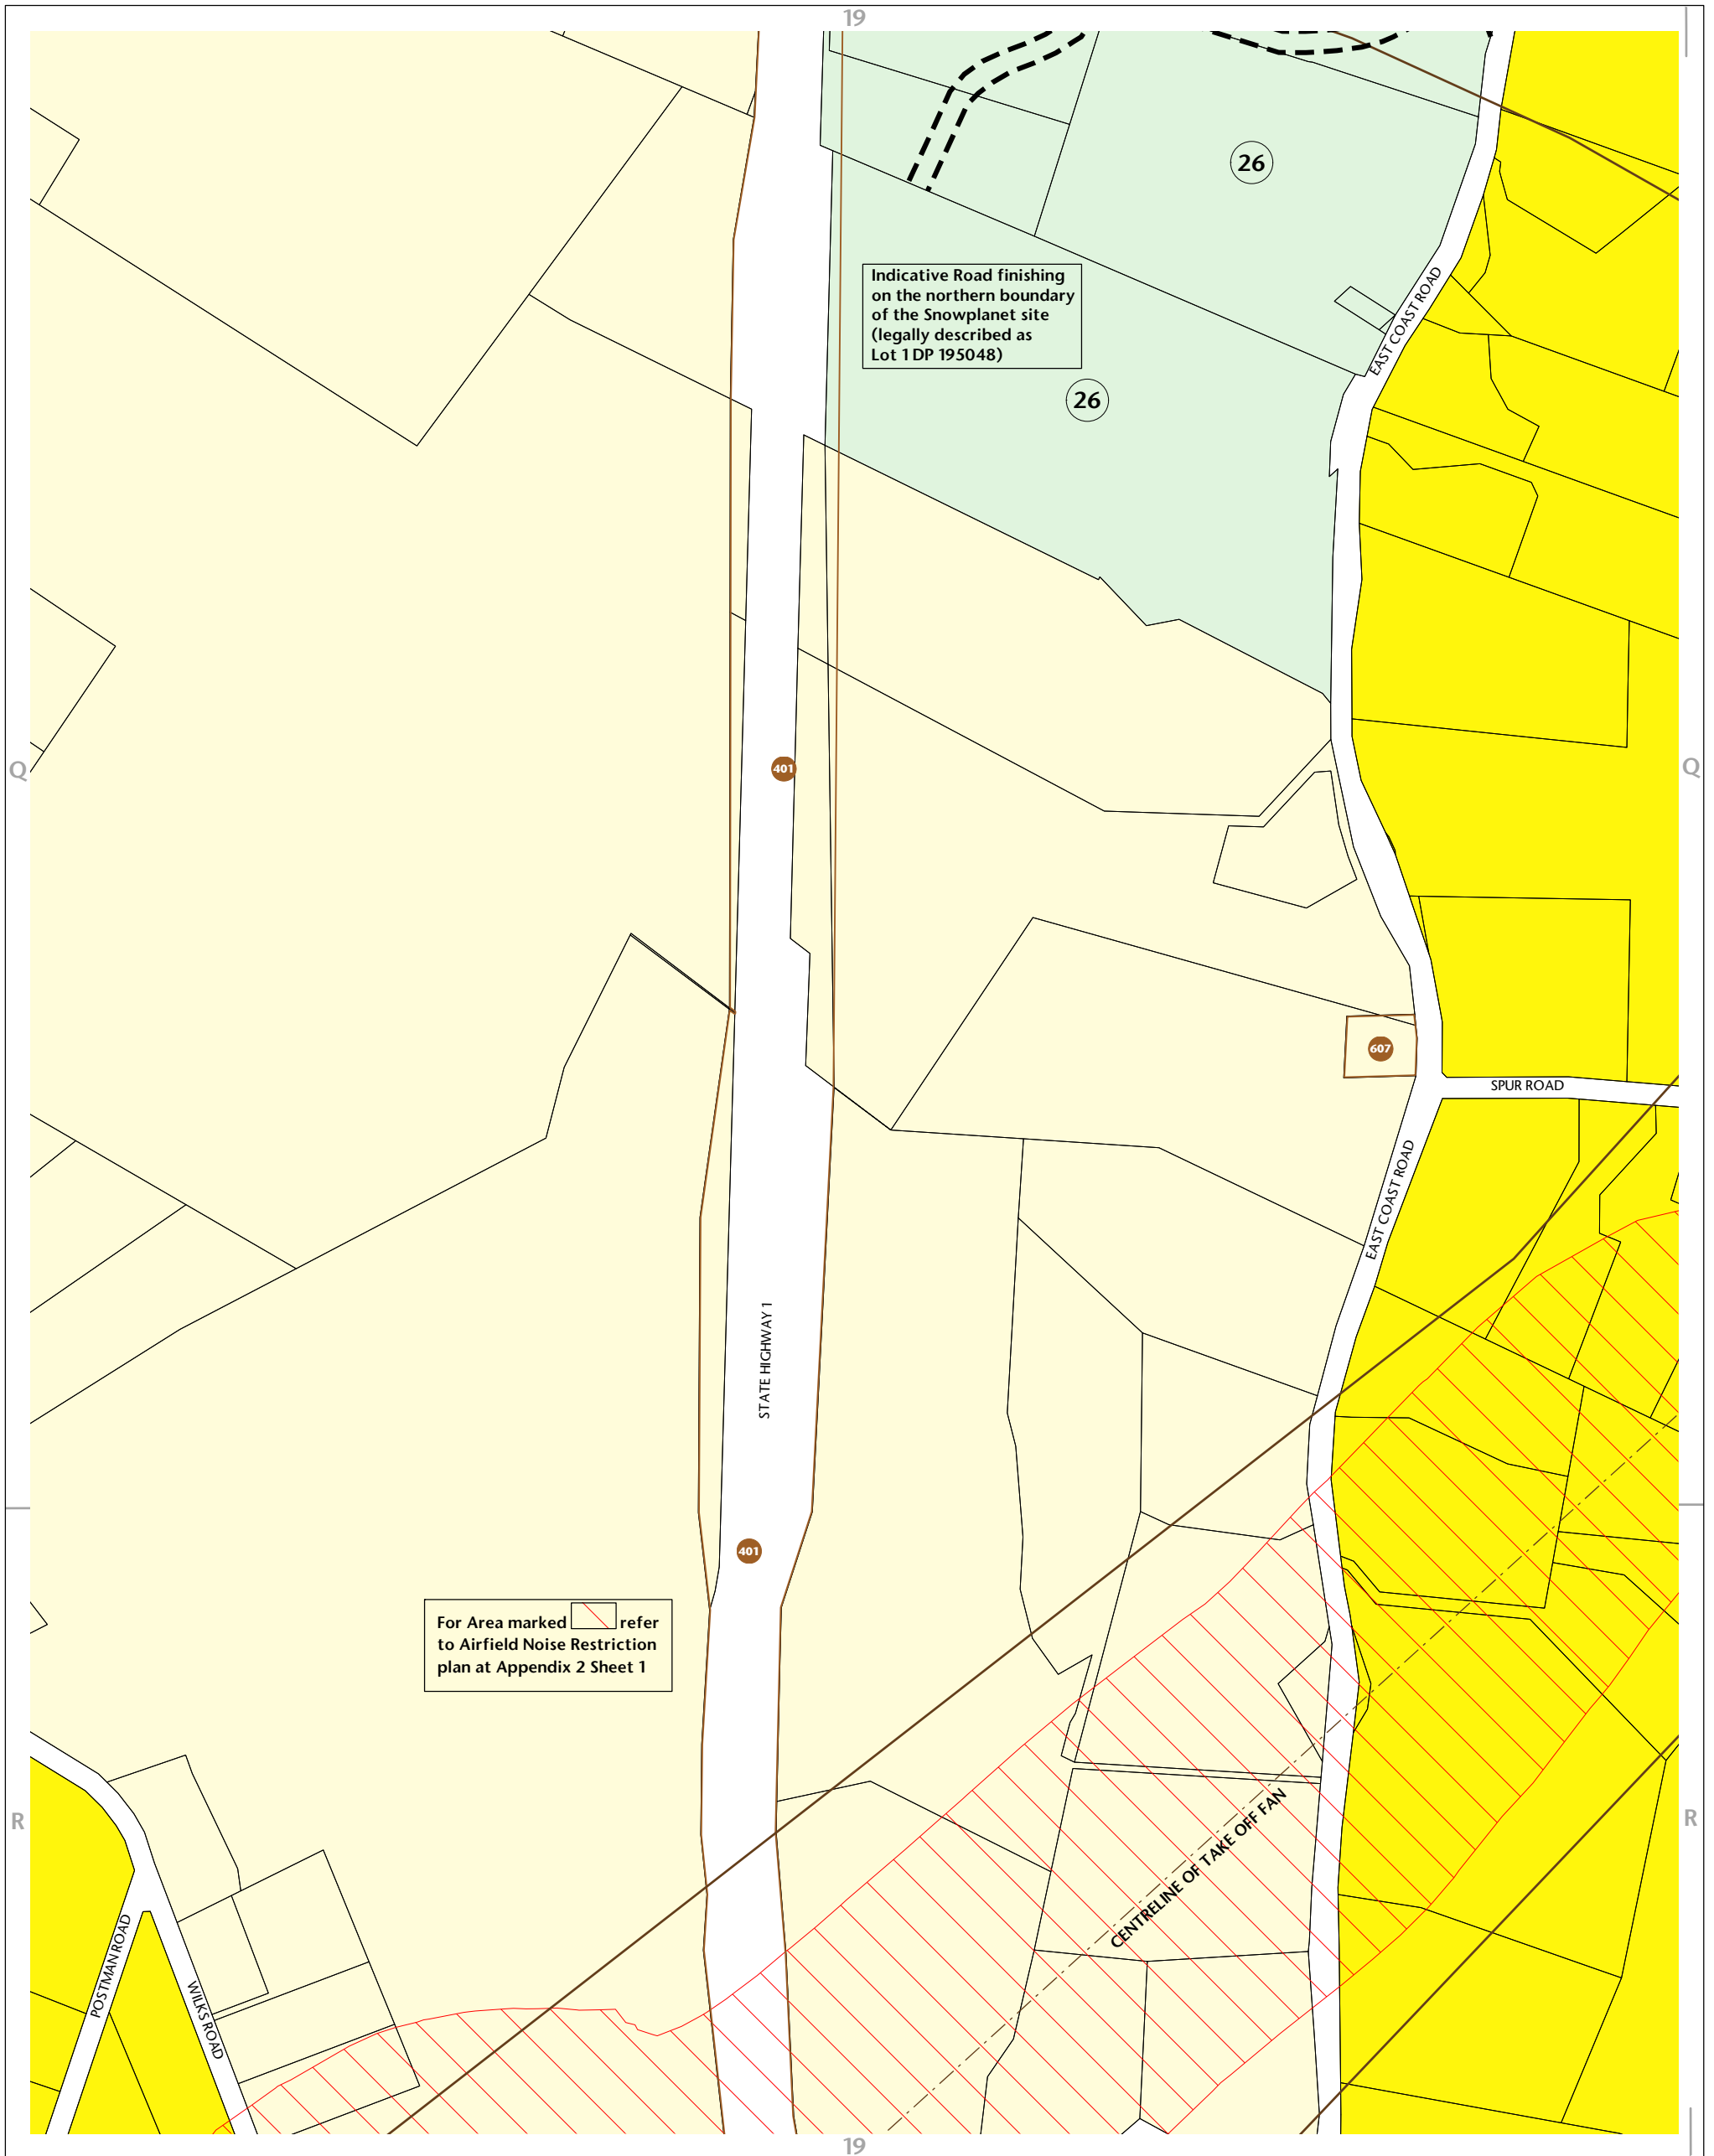 19
26
EAST COAST ROAD
Indicative Road finishing
on the northern boundary
of the Snowplanet site
(legally described as
Lot 1 DP 195048)
26
Q
401
Q
607
SPUR ROAD
EAST COAST ROAD
STATE HIGHWAY 1
401
For Area marked refer
to Airfield Noise Restriction
plan at Appendix 2 Sheet 1
R
CENTRELINE OF TAKE OFF FAN
R
POSTMAN ROAD
WILKS ROAD
19